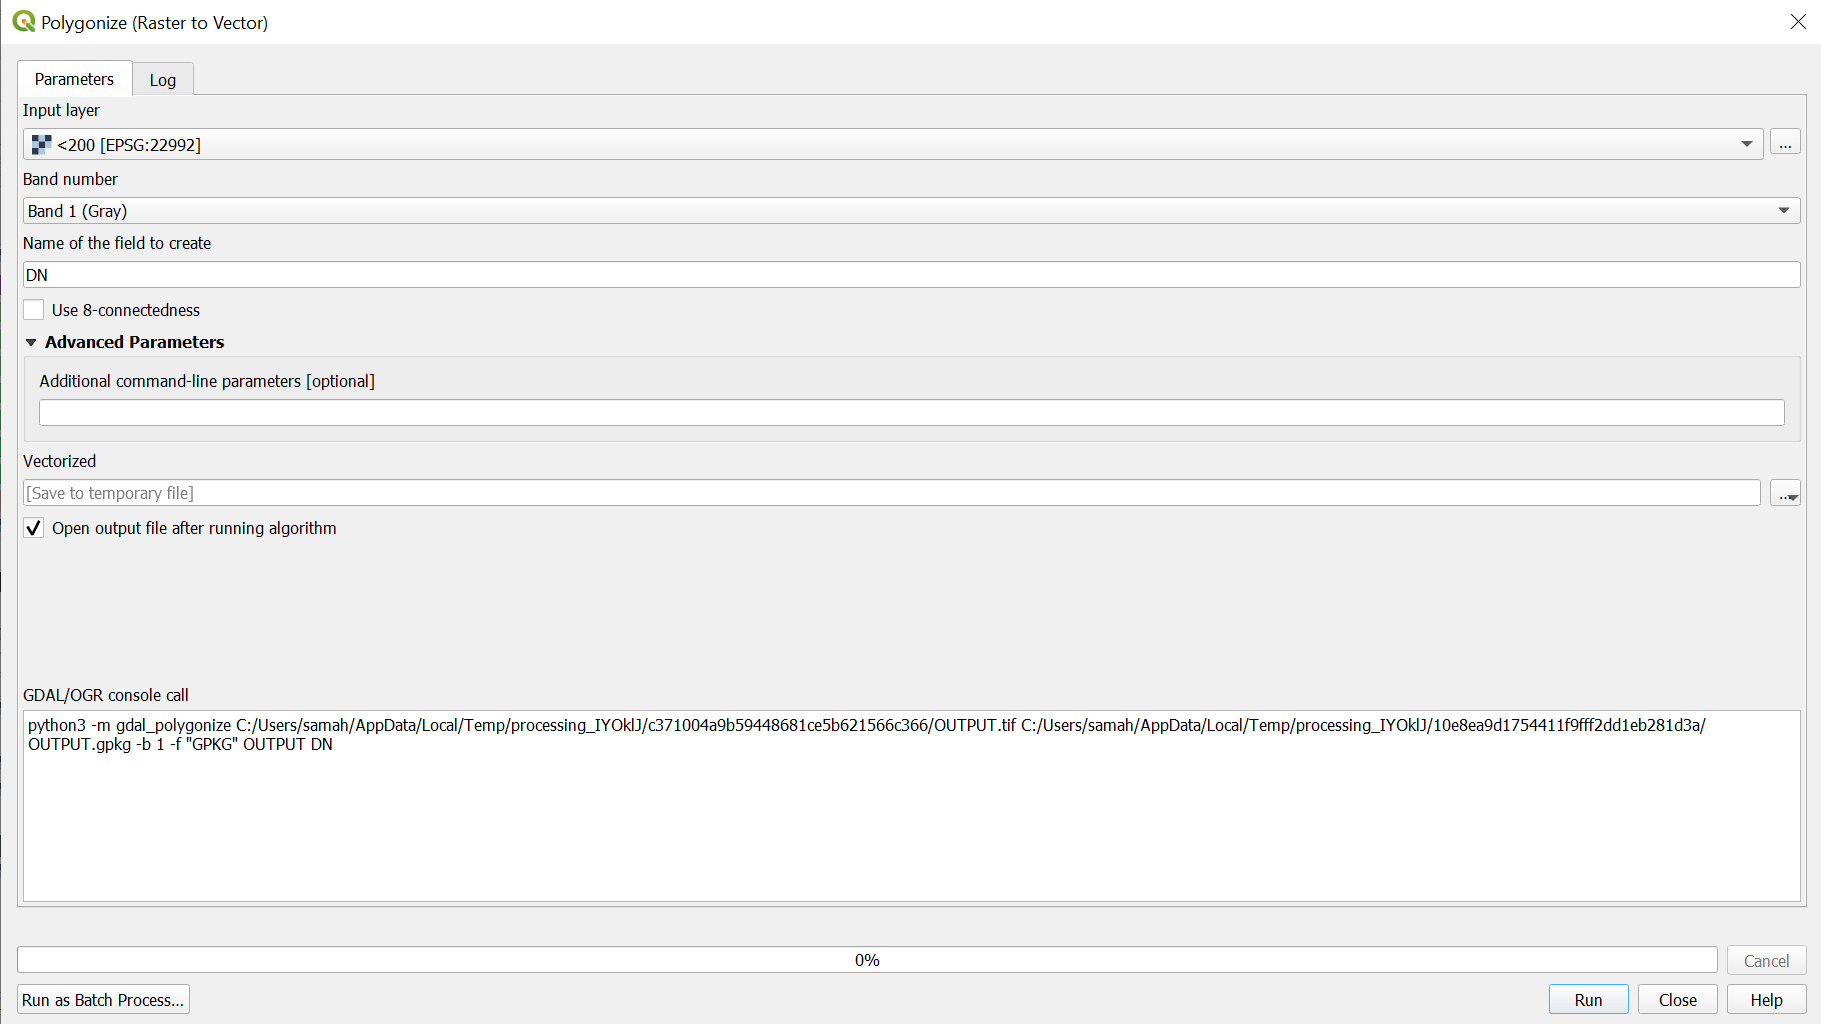 Polygonize (Raster to Vector)
Parameters
Log
Input layer
<200 [EPSG:22992]
...
Band number
Band 1 (Gray)
Name of the field to create
DN
Use 8-connectedness
Advanced Parameters
Additional command-line parameters [optional]
Vectorized
[Save to temporary file]
...
Open output file after running algorithm
GDAL/OGR console call
python3 -m gdal_polygonize C:/Users/samah/AppData/Local/Temp/processing_IYOklJ/c371004a9b59448681ce5b621566c366/OUTPUT.tif C:/Users/samah/AppData/Local/Temp/processing_IYOklJ/10e8ea9d1754411f9fff2dd1eb281d3a/
OUTPUT.gpkg -b 1 -f "GPKG" OUTPUT DN
0%
Cancel
Run as Batch Process...
Run
Close
Help